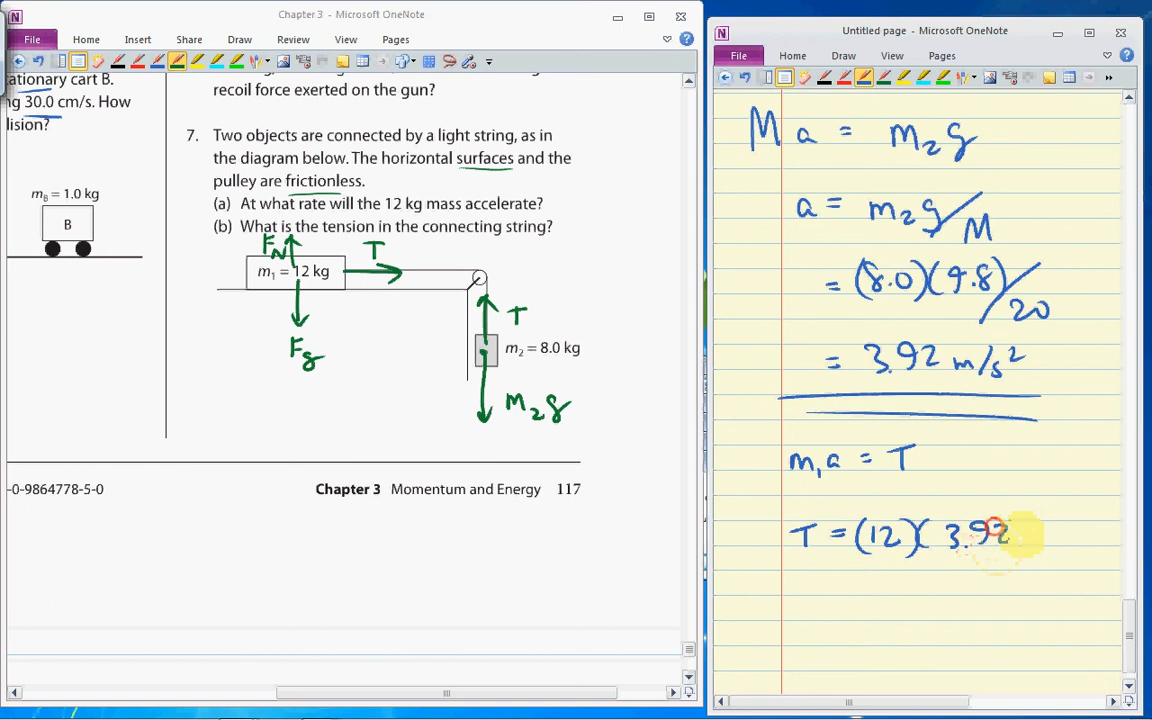 Chapter 3 - Microsoft OneNote
File Home Insert Share Draw Review View Pages
tationary cart B.
ng 30.0 cm/s. How
lision?
mB = 1.0 kg
B
recoil force exerted on the gun?
7. Two objects are connected by a light string, as in
the diagram below. The horizontal surfaces and the
pulley are frictionless.
(a) At what rate will the 12 kg mass accelerate?
(b) What is the tension in the connecting string?
FN
T
m1 = 12 kg
Fg
T
m2 = 8.0 kg
m2g
-0-9864778-5-0
Chapter 3 Momentum and Energy 117
Untitled page - Microsoft OneNote
File Home Draw View Pages
Ma = m2g
a = m2g/M
= (8.0)(9.8)/20
= 3.92 m/s²
m1a = T
T = (12)(3.92